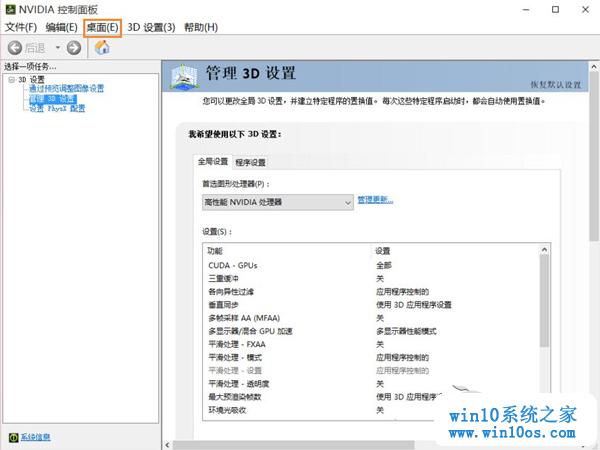 NVIDIA 控制面板
文件(F) 编辑(E) 桌面(E) 3D 设置(3) 帮助(H)
后退
选择一项任务...
3D 设置
通过预览调整图像设置
管理 3D 设置
设置 PhysX 配置
系统信息
管理 3D 设置
恢复默认设置
您可以更改全局 3D 设置，并建立特定程序的置换值。每次这些特定程序启动时，都会自动使用置换值。
我希望使用以下 3D 设置：
全局设置 程序设置
首选图形处理器(P)：
高性能 NVIDIA 处理器 管理更新...
设置(S)：
功能 设置
CUDA - GPUs 全部
三重缓冲 关
各向异性过滤 应用程序控制的
垂直同步 使用 3D 应用程序设置
多帧采样 AA (MFAA) 关
多显示器/混合 GPU 加速 多显示器性能模式
平滑处理 - FXAA 关
平滑处理 - 模式 应用程序控制的
平滑处理 - 设置 应用程序控制的
平滑处理 - 透明度 关
最大预渲染帧数 使用 3D 应用程序
环境光吸收 关
win10系统之家
www.win10os.com